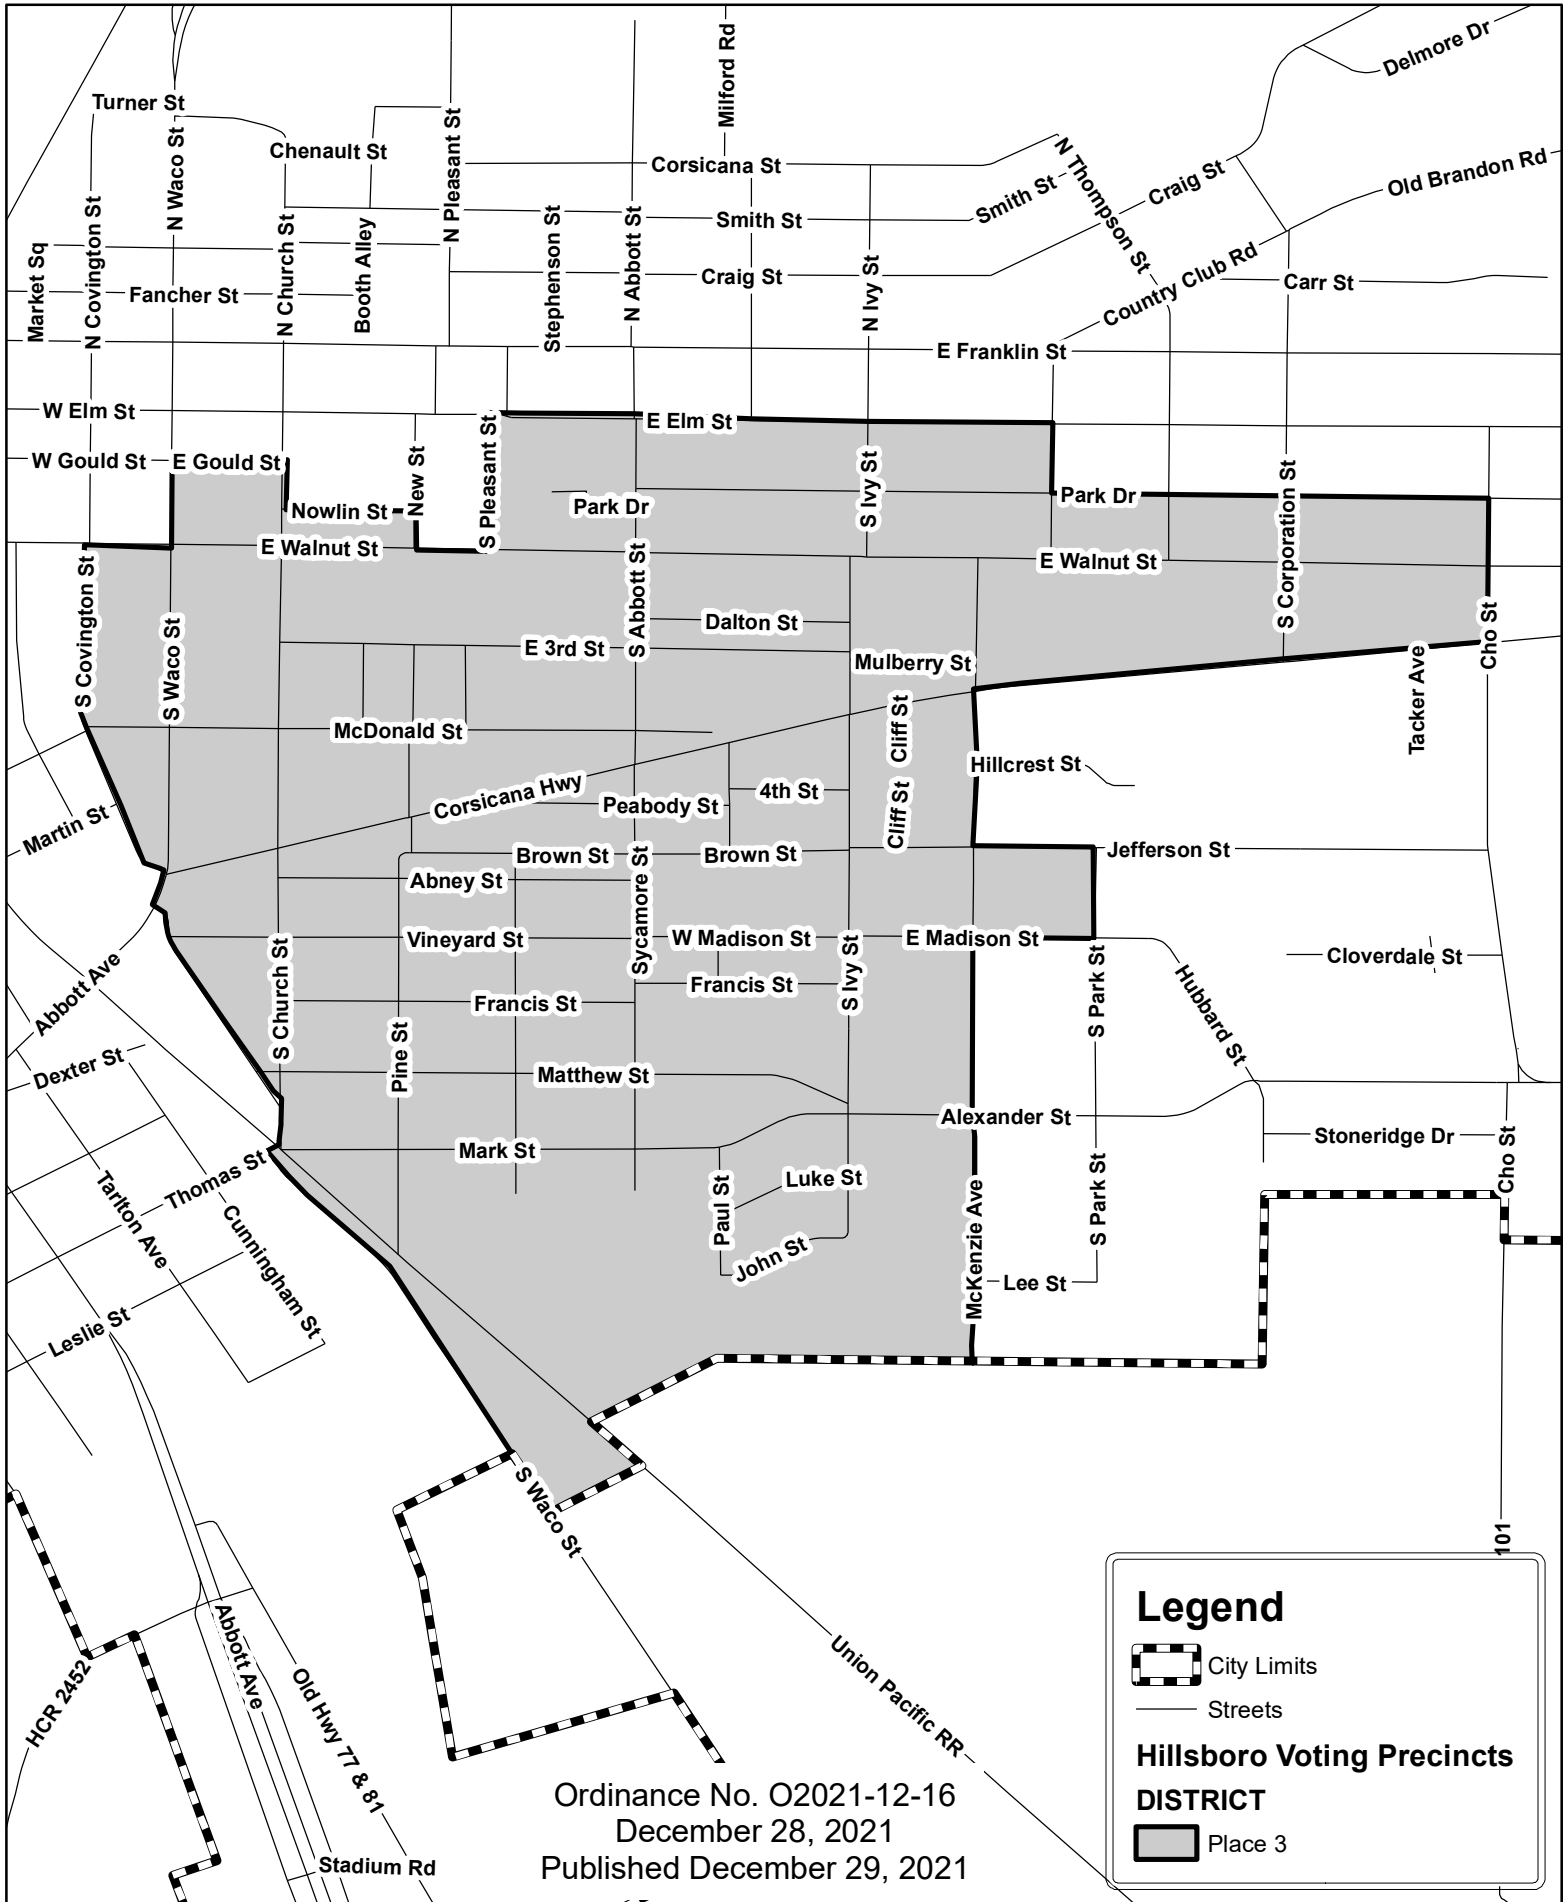 Delmore Dr
Milford Rd
Turner St
N Waco St
Chenault St
N Pleasant St
Corsicana St
N Thompson St
Old Brandon Rd
Craig St
Smith St
Smith St
N Covington St
Market Sq
N Church St
Booth Alley
Stephenson St
N Abbott St
N Ivy St
Craig St
Country Club Rd
Carr St
Fancher St
E Franklin St
W Elm St
E Elm St
S Pleasant St
W Gould St
E Gould St
New St
S Ivy St
S Corporation St
Park Dr
Park Dr
Nowlin St
E Walnut St
E Walnut St
S Abbott St
S Covington St
S Waco St
Dalton St
Cho St
E 3rd St
Mulberry St
Tacker Ave
Cliff St
McDonald St
Hillcrest St
Corsicana Hwy
4th St
Peabody St
Cliff St
Martin St
Brown St
Brown St
Jefferson St
Abney St
Sycamore St
Vineyard St
W Madison St
E Madison St
S Church St
S Ivy St
S Park St
Cloverdale St
Abbott Ave
Francis St
Francis St
Hubbard St
Pine St
Dexter St
Matthew St
Alexander St
Stoneridge Dr
Cho St
Mark St
Thomas St
Luke St
Tarlton Ave
Paul St
S Park St
Cunningham St
John St
McKenzie Ave
Lee St
Leslie St
S Waco St
101
HCR 2452
Abbott Ave
Old Hwy 77 & 81
Union Pacific RR
Stadium Rd
Legend
City Limits
Streets
Hillsboro Voting Precincts
DISTRICT
Place 3
Ordinance No. O2021-12-16
December 28, 2021
Published December 29, 2021